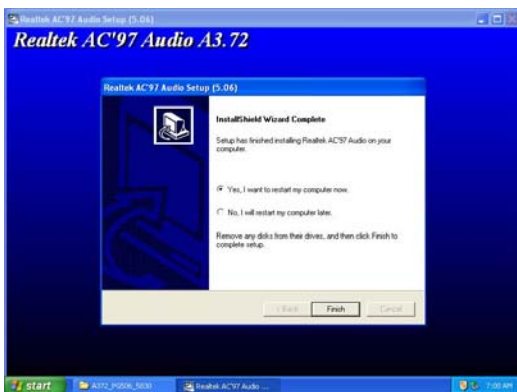 Realtek AC'97 Audio Setup (5.06)
Realtek AC'97 Audio A3.72
Realtek AC'97 Audio Setup (5.06)
InstallShield Wizard Complete
Setup has finished installing Realtek AC'97 Audio on your
computer.
Yes, I want to restart my computer now.
No, I will restart my computer later.
Remove any disks from their drives, and then click Finish to
complete setup.
< Back
Finish
Cancel
start
Realtek AC'97 Audio ...
7:00 AM